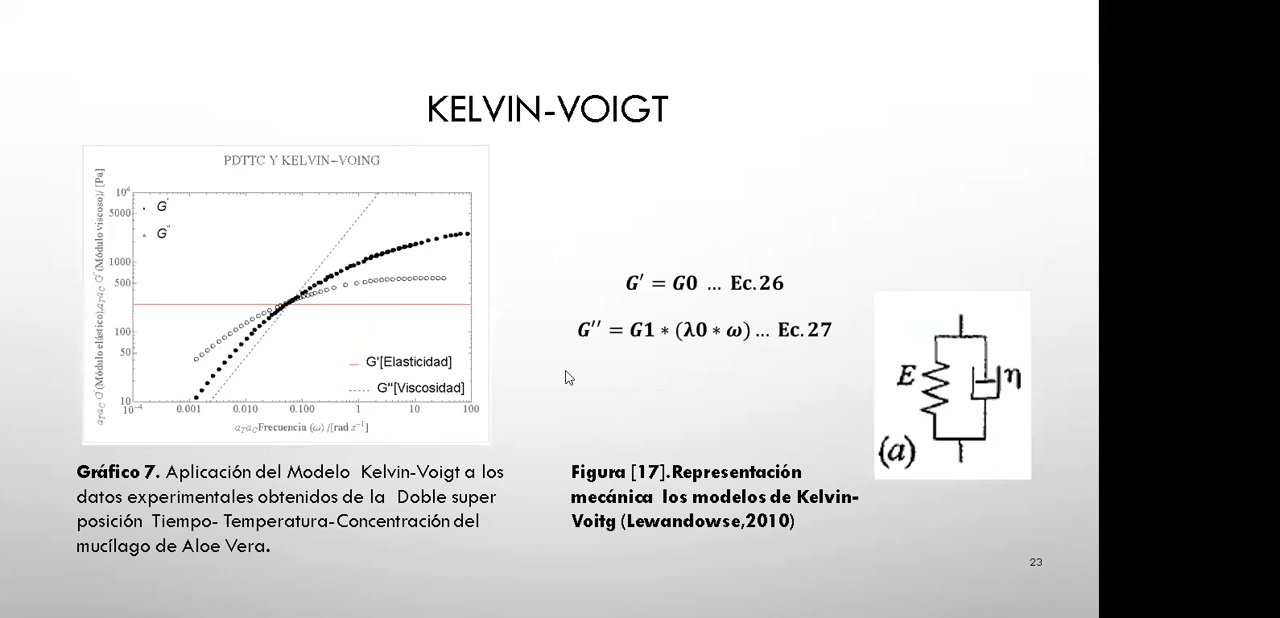 KELVIN-VOIGT
PDTTC Y KELVIN-VOING
a_T a_C G'(Módulo elástico),a_T a_C G''(Módulo viscoso)/ [Pa]
10⁴
5000
1000
500
100
50
10
G'
G''
G'[Elasticidad]
G''[Viscosidad]
10⁻⁴ 0.001 0.010 0.100 1 10 100
a_T a_C Frecuencia (ω) /[rad s⁻¹]
G′ = G0 … Ec. 26
G′′ = G1 ∗ (λ0 ∗ ω) … Ec. 27
E
η
(a)
Gráfico 7. Aplicación del Modelo Kelvin-Voigt a los
datos experimentales obtenidos de la Doble super
posición Tiempo- Temperatura-Concentración del
mucílago de Aloe Vera.
Figura [17].Representación
mecánica los modelos de Kelvin-
Voitg (Lewandowse,2010)
23